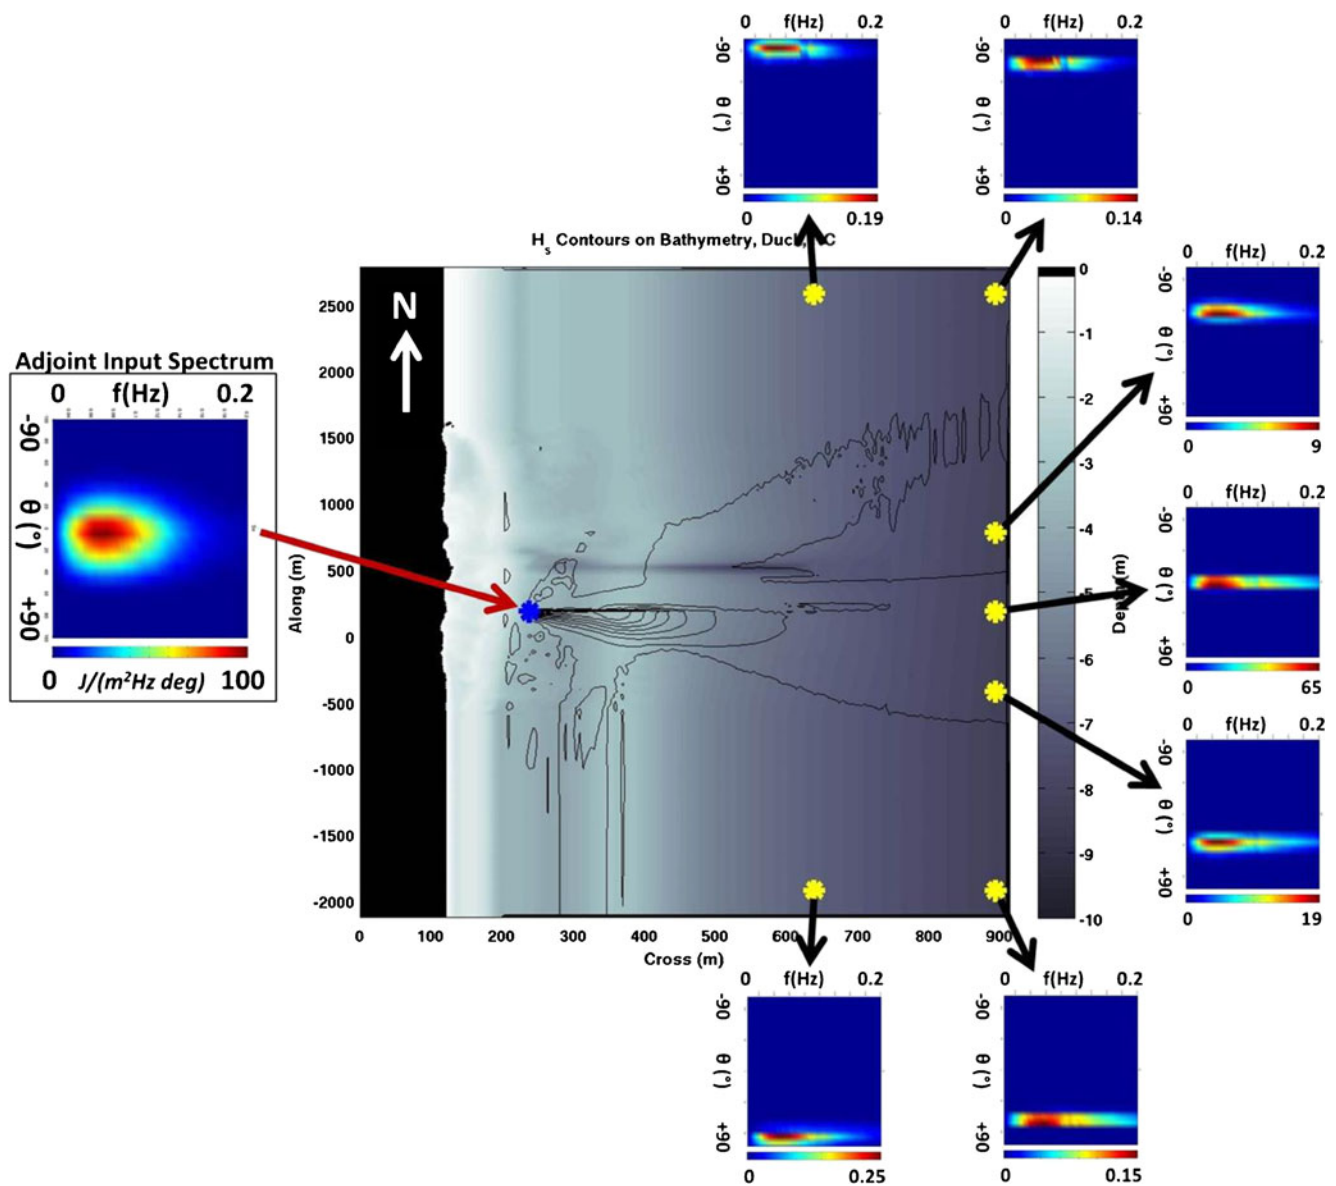 0 f(Hz) 0.2
-90
θ (°)
+90
0 0.19
0 f(Hz) 0.2
-90
θ (°)
+90
0 0.14
Hs Contours on Bathymetry, Duck, NC
N
2500
2000
1500
1000
500
0
-500
-1000
-1500
-2000
Along (m)
0 100 200 300 400 500 600 700 800 900
Cross (m)
0
-1
-2
-3
-4
-5
-6
-7
-8
-9
-10
(m)
Adjoint Input Spectrum
0 f(Hz) 0.2
-90
θ (°)
+90
0 J/(m²Hz deg) 100
0 f(Hz) 0.2
-90
θ (°)
+90
0 9
0 f(Hz) 0.2
-90
θ (°)
+90
0 65
0 f(Hz) 0.2
-90
θ (°)
+90
0 19
0 f(Hz) 0.2
-90
θ (°)
+90
0 0.25
0 f(Hz) 0.2
-90
θ (°)
+90
0 0.15